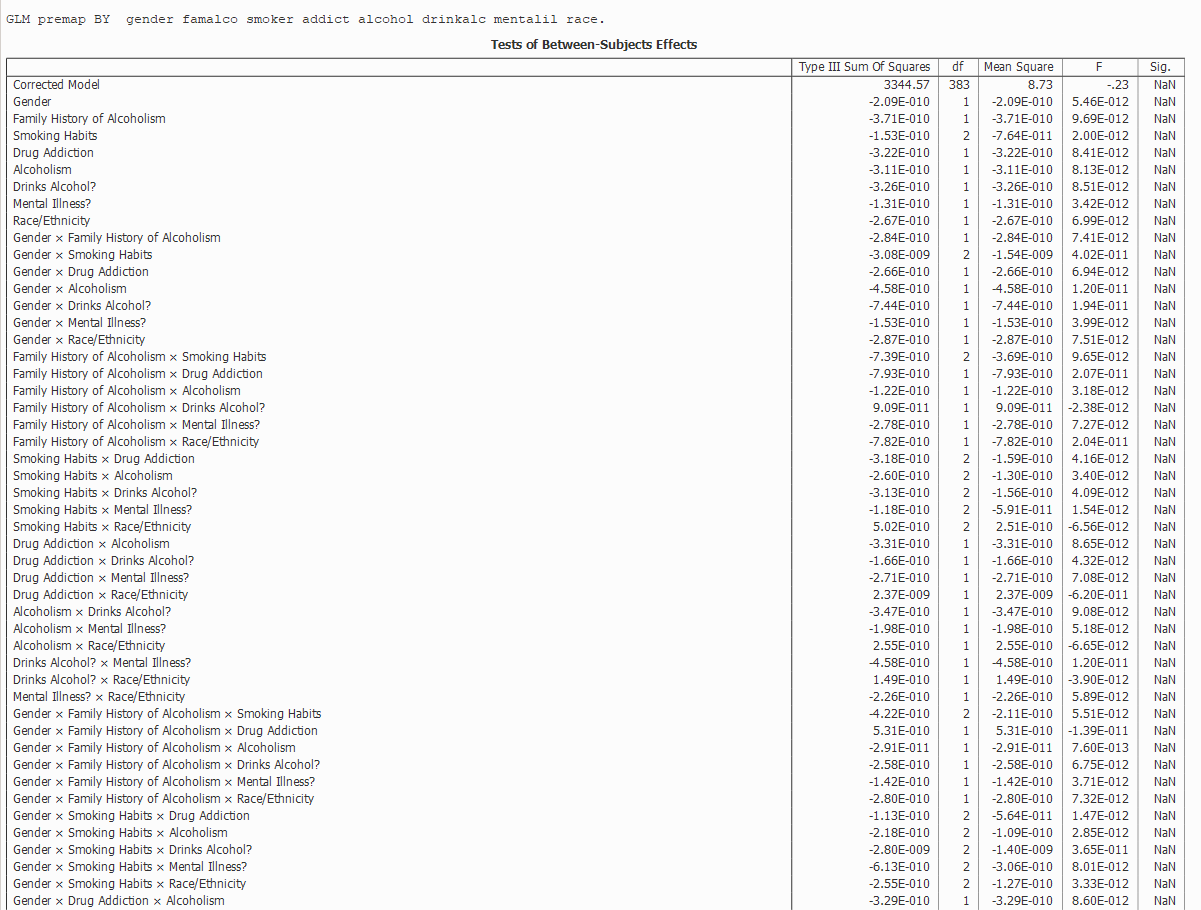 GLM premap BY  gender famalco smoker addict alcohol drinkalc mentalil race.
Tests of Between-Subjects Effects
Type III Sum Of Squares df Mean Square F Sig.
Corrected Model 3344.57 383 8.73 -.23 NaN
Gender -2.09E-010 1 -2.09E-010 5.46E-012 NaN
Family History of Alcoholism -3.71E-010 1 -3.71E-010 9.69E-012 NaN
Smoking Habits -1.53E-010 2 -7.64E-011 2.00E-012 NaN
Drug Addiction -3.22E-010 1 -3.22E-010 8.41E-012 NaN
Alcoholism -3.11E-010 1 -3.11E-010 8.13E-012 NaN
Drinks Alcohol? -3.26E-010 1 -3.26E-010 8.51E-012 NaN
Mental Illness? -1.31E-010 1 -1.31E-010 3.42E-012 NaN
Race/Ethnicity -2.67E-010 1 -2.67E-010 6.99E-012 NaN
Gender × Family History of Alcoholism -2.84E-010 1 -2.84E-010 7.41E-012 NaN
Gender × Smoking Habits -3.08E-009 2 -1.54E-009 4.02E-011 NaN
Gender × Drug Addiction -2.66E-010 1 -2.66E-010 6.94E-012 NaN
Gender × Alcoholism -4.58E-010 1 -4.58E-010 1.20E-011 NaN
Gender × Drinks Alcohol? -7.44E-010 1 -7.44E-010 1.94E-011 NaN
Gender × Mental Illness? -1.53E-010 1 -1.53E-010 3.99E-012 NaN
Gender × Race/Ethnicity -2.87E-010 1 -2.87E-010 7.51E-012 NaN
Family History of Alcoholism × Smoking Habits -7.39E-010 2 -3.69E-010 9.65E-012 NaN
Family History of Alcoholism × Drug Addiction -7.93E-010 1 -7.93E-010 2.07E-011 NaN
Family History of Alcoholism × Alcoholism -1.22E-010 1 -1.22E-010 3.18E-012 NaN
Family History of Alcoholism × Drinks Alcohol? 9.09E-011 1 9.09E-011 -2.38E-012 NaN
Family History of Alcoholism × Mental Illness? -2.78E-010 1 -2.78E-010 7.27E-012 NaN
Family History of Alcoholism × Race/Ethnicity -7.82E-010 1 -7.82E-010 2.04E-011 NaN
Smoking Habits × Drug Addiction -3.18E-010 2 -1.59E-010 4.16E-012 NaN
Smoking Habits × Alcoholism -2.60E-010 2 -1.30E-010 3.40E-012 NaN
Smoking Habits × Drinks Alcohol? -3.13E-010 2 -1.56E-010 4.09E-012 NaN
Smoking Habits × Mental Illness? -1.18E-010 2 -5.91E-011 1.54E-012 NaN
Smoking Habits × Race/Ethnicity 5.02E-010 2 2.51E-010 -6.56E-012 NaN
Drug Addiction × Alcoholism -3.31E-010 1 -3.31E-010 8.65E-012 NaN
Drug Addiction × Drinks Alcohol? -1.66E-010 1 -1.66E-010 4.32E-012 NaN
Drug Addiction × Mental Illness? -2.71E-010 1 -2.71E-010 7.08E-012 NaN
Drug Addiction × Race/Ethnicity 2.37E-009 1 2.37E-009 -6.20E-011 NaN
Alcoholism × Drinks Alcohol? -3.47E-010 1 -3.47E-010 9.08E-012 NaN
Alcoholism × Mental Illness? -1.98E-010 1 -1.98E-010 5.18E-012 NaN
Alcoholism × Race/Ethnicity 2.55E-010 1 2.55E-010 -6.65E-012 NaN
Drinks Alcohol? × Mental Illness? -4.58E-010 1 -4.58E-010 1.20E-011 NaN
Drinks Alcohol? × Race/Ethnicity 1.49E-010 1 1.49E-010 -3.90E-012 NaN
Mental Illness? × Race/Ethnicity -2.26E-010 1 -2.26E-010 5.89E-012 NaN
Gender × Family History of Alcoholism × Smoking Habits -4.22E-010 2 -2.11E-010 5.51E-012 NaN
Gender × Family History of Alcoholism × Drug Addiction 5.31E-010 1 5.31E-010 -1.39E-011 NaN
Gender × Family History of Alcoholism × Alcoholism -2.91E-011 1 -2.91E-011 7.60E-013 NaN
Gender × Family History of Alcoholism × Drinks Alcohol? -2.58E-010 1 -2.58E-010 6.75E-012 NaN
Gender × Family History of Alcoholism × Mental Illness? -1.42E-010 1 -1.42E-010 3.71E-012 NaN
Gender × Family History of Alcoholism × Race/Ethnicity -2.80E-010 1 -2.80E-010 7.32E-012 NaN
Gender × Smoking Habits × Drug Addiction -1.13E-010 2 -5.64E-011 1.47E-012 NaN
Gender × Smoking Habits × Alcoholism -2.18E-010 2 -1.09E-010 2.85E-012 NaN
Gender × Smoking Habits × Drinks Alcohol? -2.80E-009 2 -1.40E-009 3.65E-011 NaN
Gender × Smoking Habits × Mental Illness? -6.13E-010 2 -3.06E-010 8.01E-012 NaN
Gender × Smoking Habits × Race/Ethnicity -2.55E-010 2 -1.27E-010 3.33E-012 NaN
Gender × Drug Addiction × Alcoholism -3.29E-010 1 -3.29E-010 8.60E-012 NaN